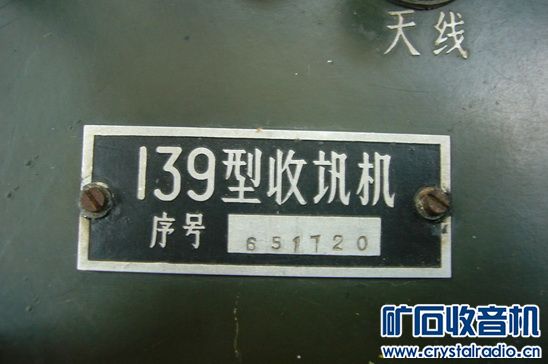 天线
139型收讯机
序号 651720
矿石收音机
www.crystalradio.cn